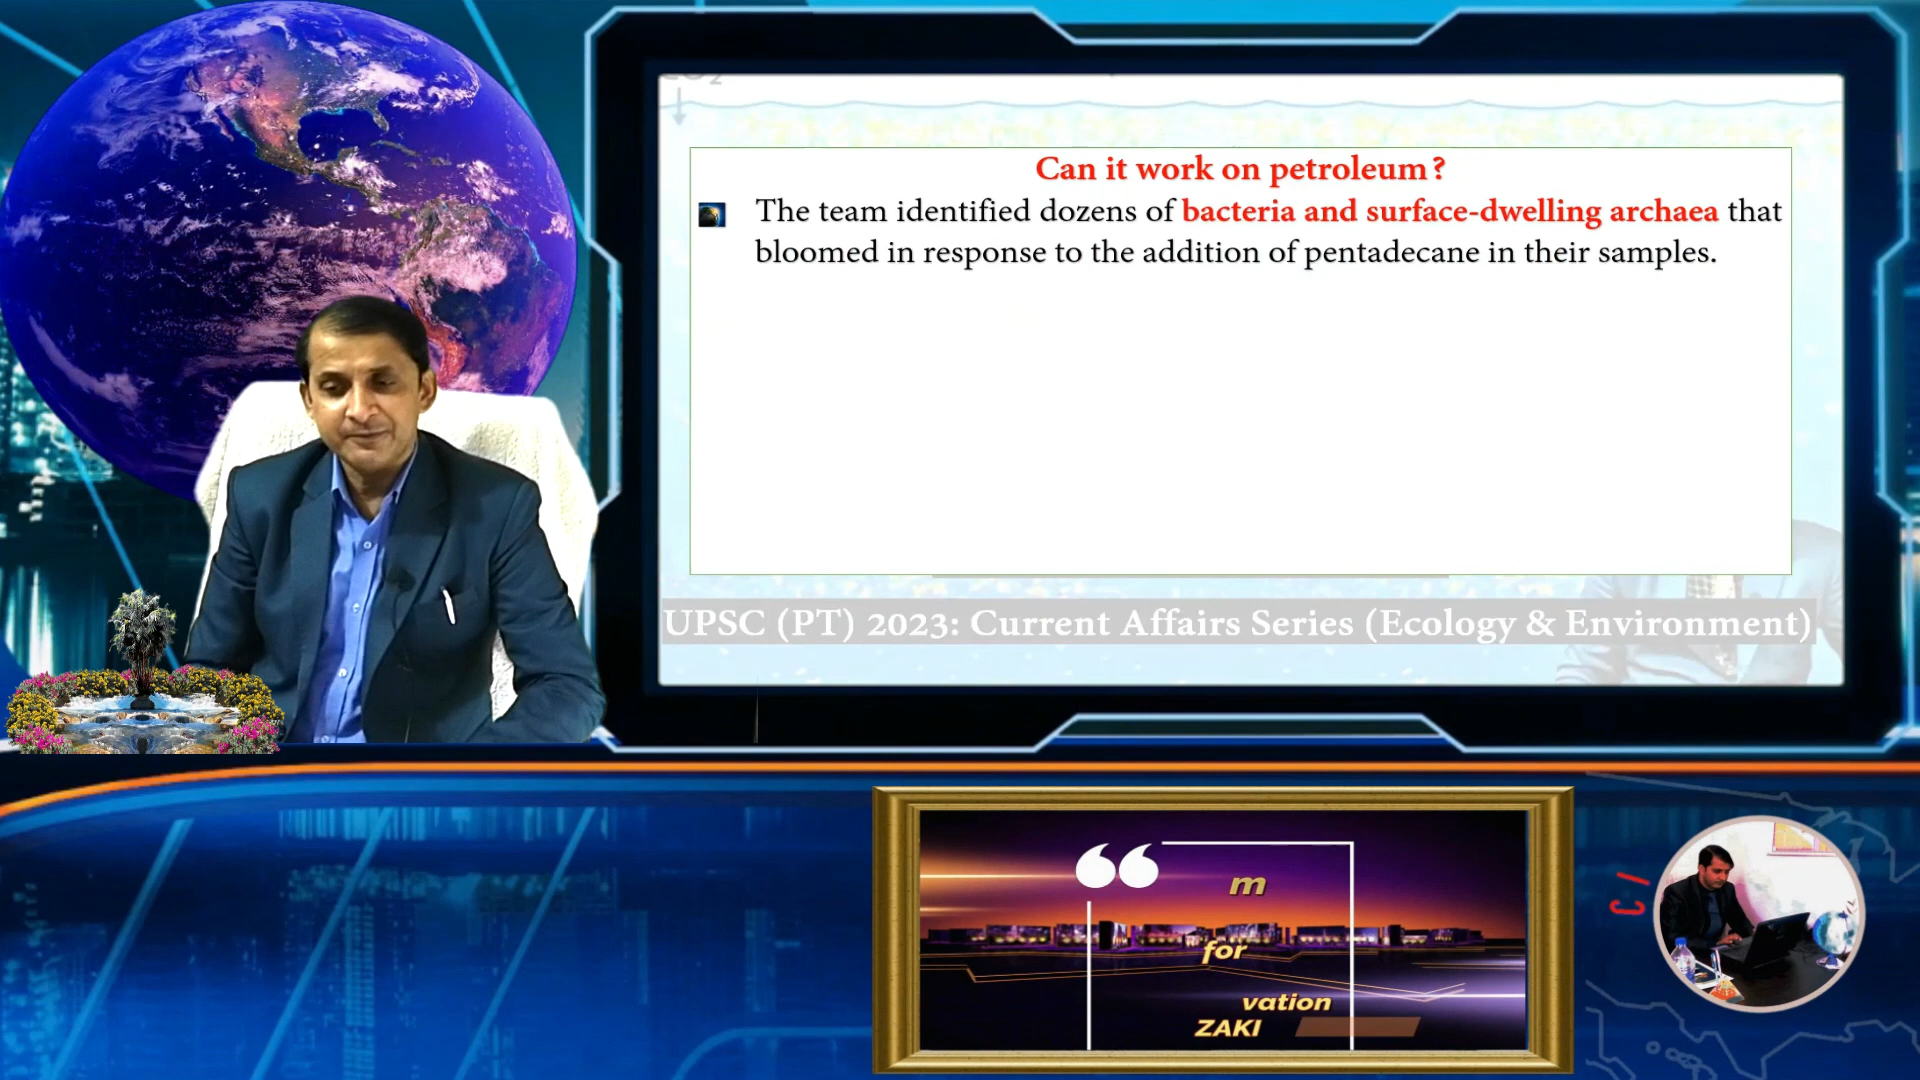 Can it work on petroleum?
The team identified dozens of bacteria and surface-dwelling archaea that
bloomed in response to the addition of pentadecane in their samples.
UPSC (PT) 2023: Current Affairs Series (Ecology & Environment)
m
for
vation
ZAKI
C I